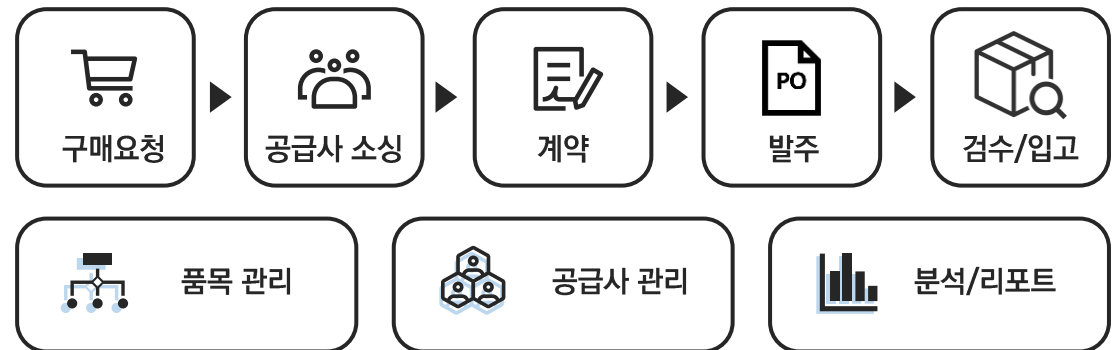 구매요청
공급사 소싱
계약
PO
발주
검수/입고
품목 관리
공급사 관리
분석/리포트